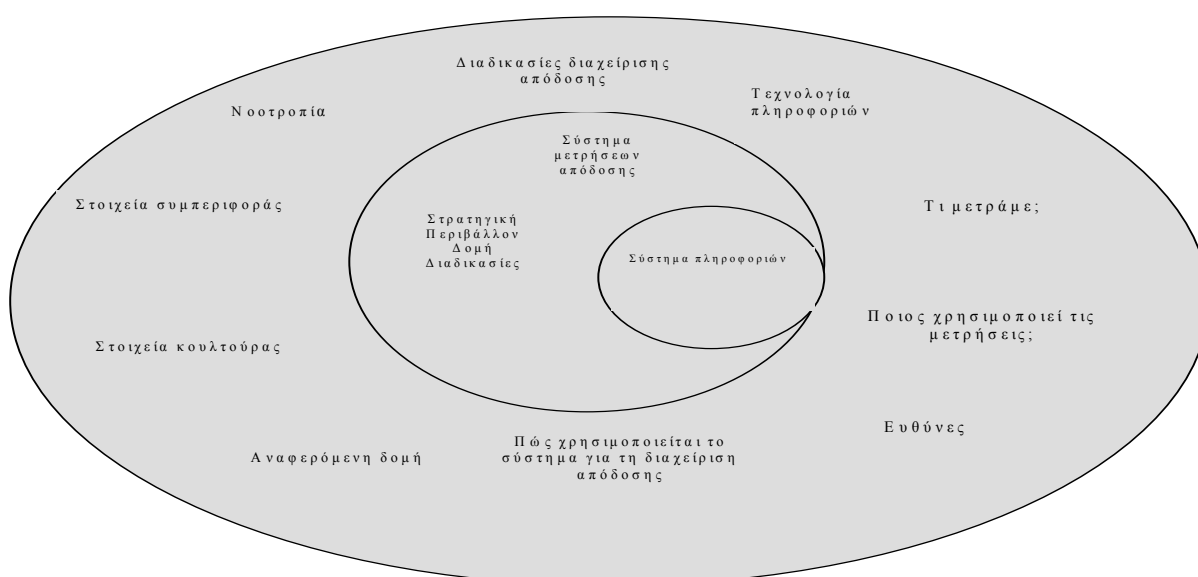 Διαδικασίες διαχείρισης
απόδοσης
Νοοτροπία
Τεχνολογία
πληροφοριών
Σύστημα
μετρήσεων
απόδοσης
Στοιχεία συμπεριφοράς
Τι μετράμε;
Στρατηγική
Περιβάλλον
Δομή
Διαδικασίες
Σύστημα πληροφοριών
Ποιος χρησιμοποιεί τις
μετρήσεις;
Στοιχεία κουλτούρας
Ευθύνες
Αναφερόμενη δομή
Πώς χρησιμοποιείται το
σύστημα για τη διαχείριση
απόδοσης